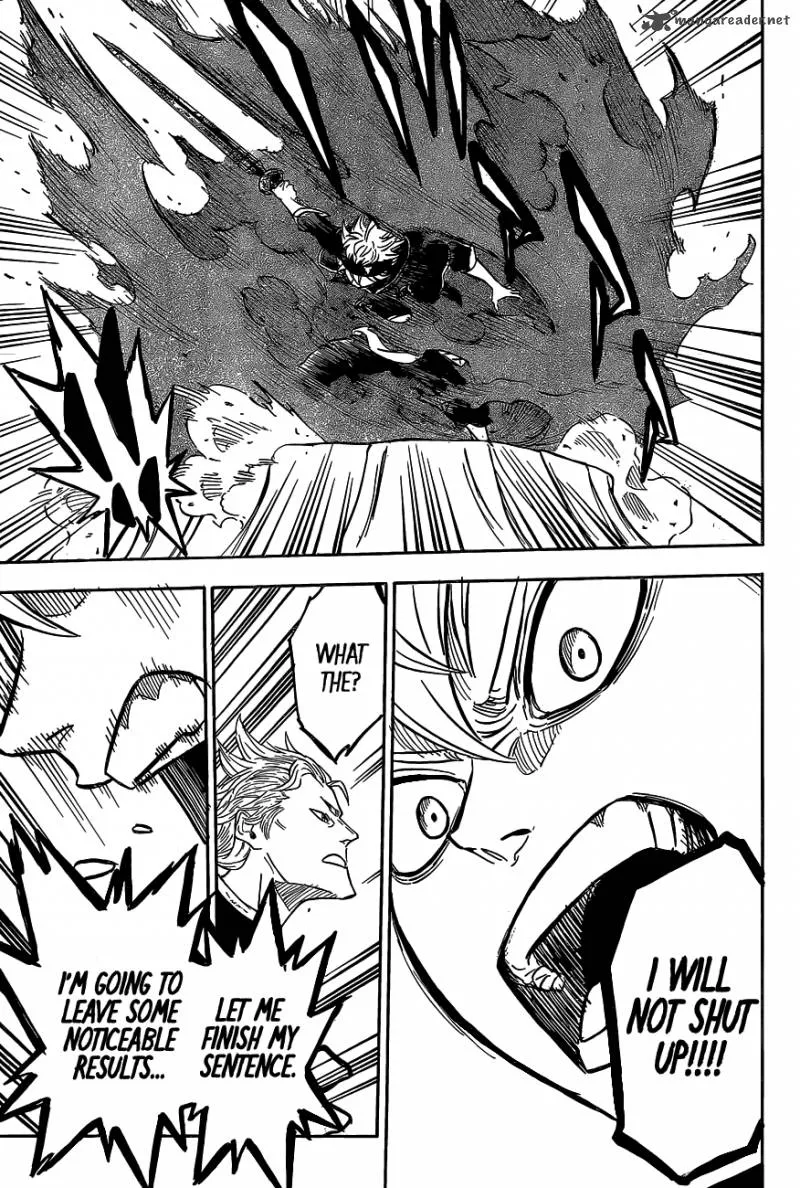 mangareader.net
I WILL
NOT SHUT
UP!!!!
WHAT
THE?
LET ME
FINISH MY
SENTENCE.
I'M GOING TO
LEAVE SOME
NOTICEABLE
RESULTS...